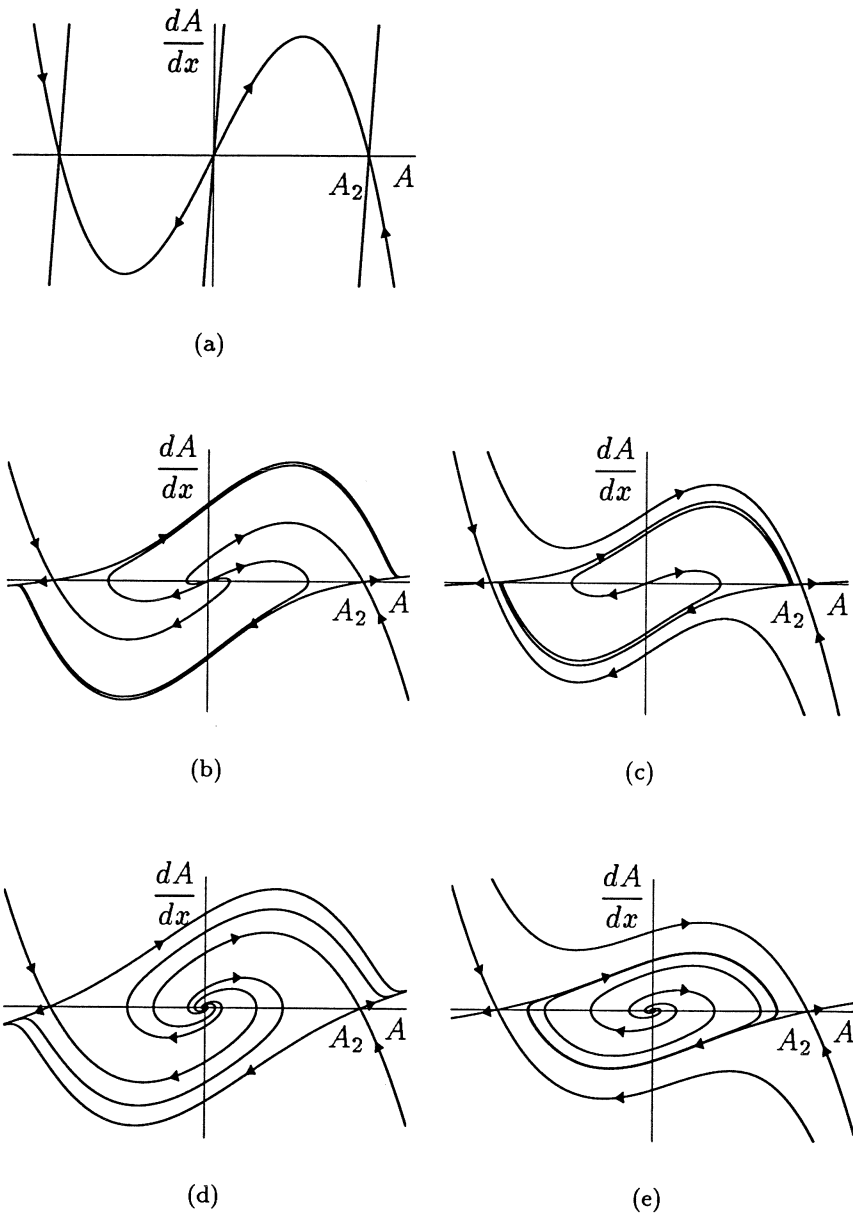 dA
dx
A₂ A
(a)
dA
dx
A₂ A
(b)
dA
dx
A₂ A
(c)
dA
dx
A₂ A
(d)
dA
dx
A₂ A
(e)